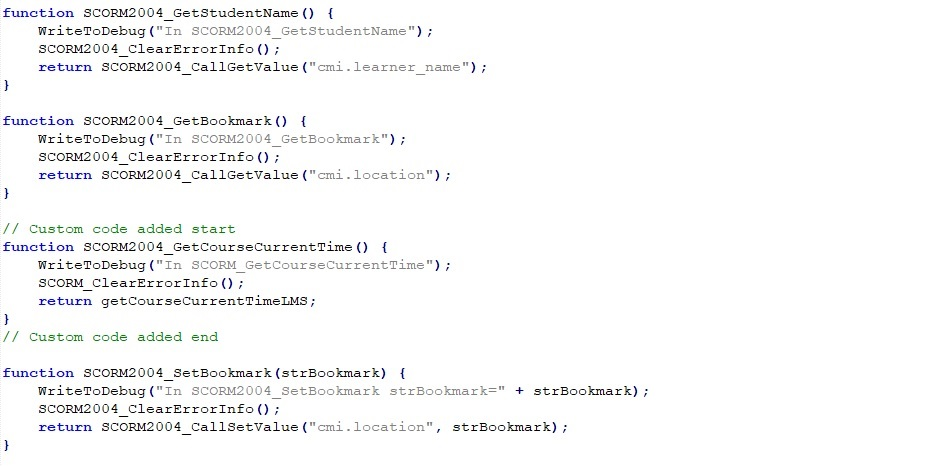 function SCORM2004_GetStudentName() {
    WriteToDebug("In SCORM2004_GetStudentName");
    SCORM2004_ClearErrorInfo();
    return SCORM2004_CallGetValue("cmi.learner_name");
}

function SCORM2004_GetBookmark() {
    WriteToDebug("In SCORM2004_GetBookmark");
    SCORM2004_ClearErrorInfo();
    return SCORM2004_CallGetValue("cmi.location");
}

// Custom code added start
function SCORM2004_GetCourseCurrentTime() {
    WriteToDebug("In SCORM_GetCourseCurrentTime");
    SCORM_ClearErrorInfo();
    return getCourseCurrentTimeLMS;
}
// Custom code added end

function SCORM2004_SetBookmark(strBookmark) {
    WriteToDebug("In SCORM2004_SetBookmark strBookmark=" + strBookmark);
    SCORM2004_ClearErrorInfo();
    return SCORM2004_CallSetValue("cmi.location", strBookmark);
}